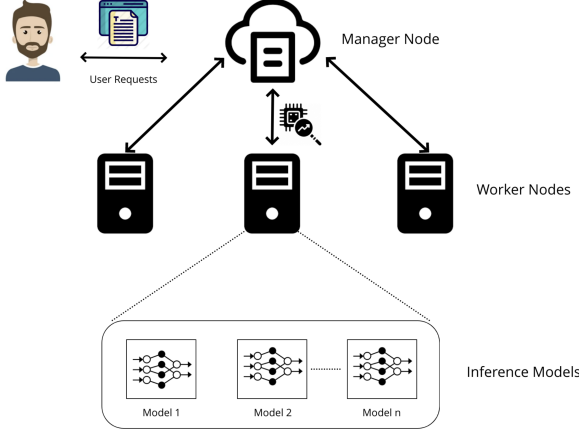 Manager Node
User Requests
Worker Nodes
Inference Models
Model 1
Model 2
Model n